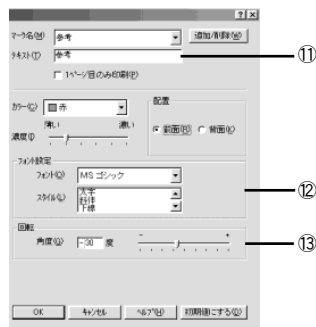 マーク名(M) 参考 追加/削除(W)
テキスト(T) 参考 ⑪
1ページ目のみ印刷(P)
カラー(C) 赤
薄い 濃い
濃度(I)
配置
前面(F) 背面(K)
フォント設定
フォント(O) MS ゴシック
スタイル(L) 太字
斜体
下線
⑫
回転
角度(G) -30 度 - + ⑬
OK キャンセル ヘルプ(H) 初期値にする(D)